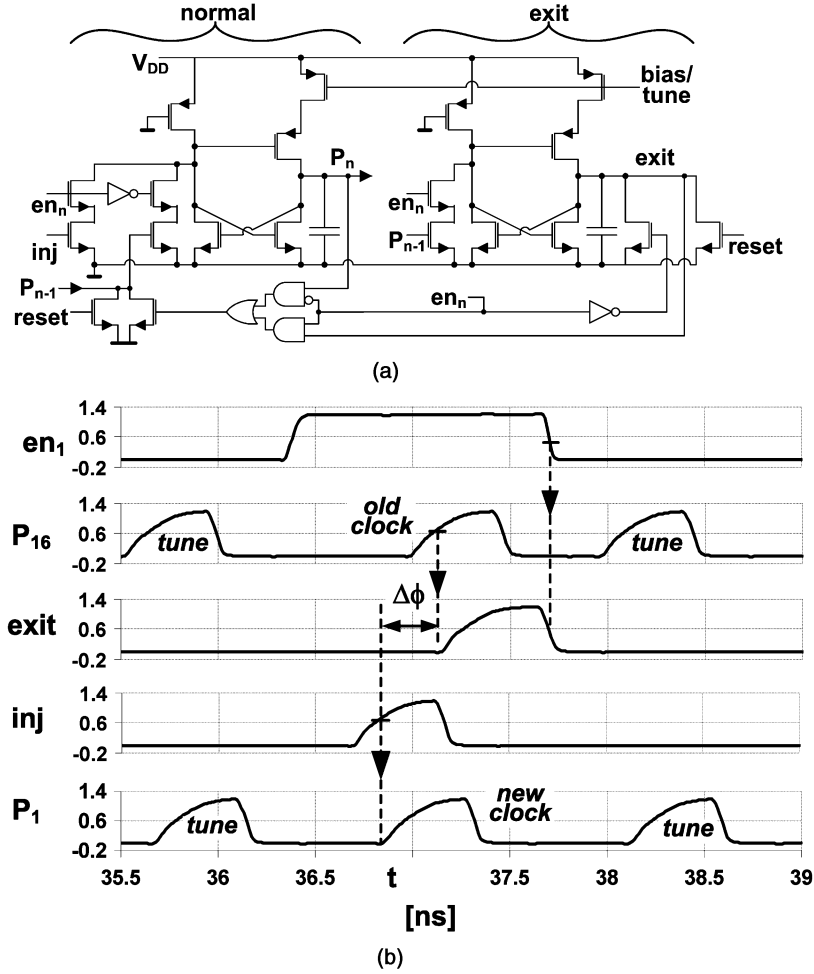 normal exit
V_DD
bias/
tune
P_n exit
en_n en_n
inj P_n-1 reset
P_n-1 en_n
reset
(a)
1.4
en_1 0.6
-0.2
1.4 old
P_16 0.6 tune clock tune
-0.2
1.4 Δϕ
exit 0.6
-0.2
1.4
inj 0.6
-0.2
1.4 new
P_1 0.6 tune clock tune
-0.2
35.5 36 36.5 t 37.5 38 38.5 39
[ns]
(b)